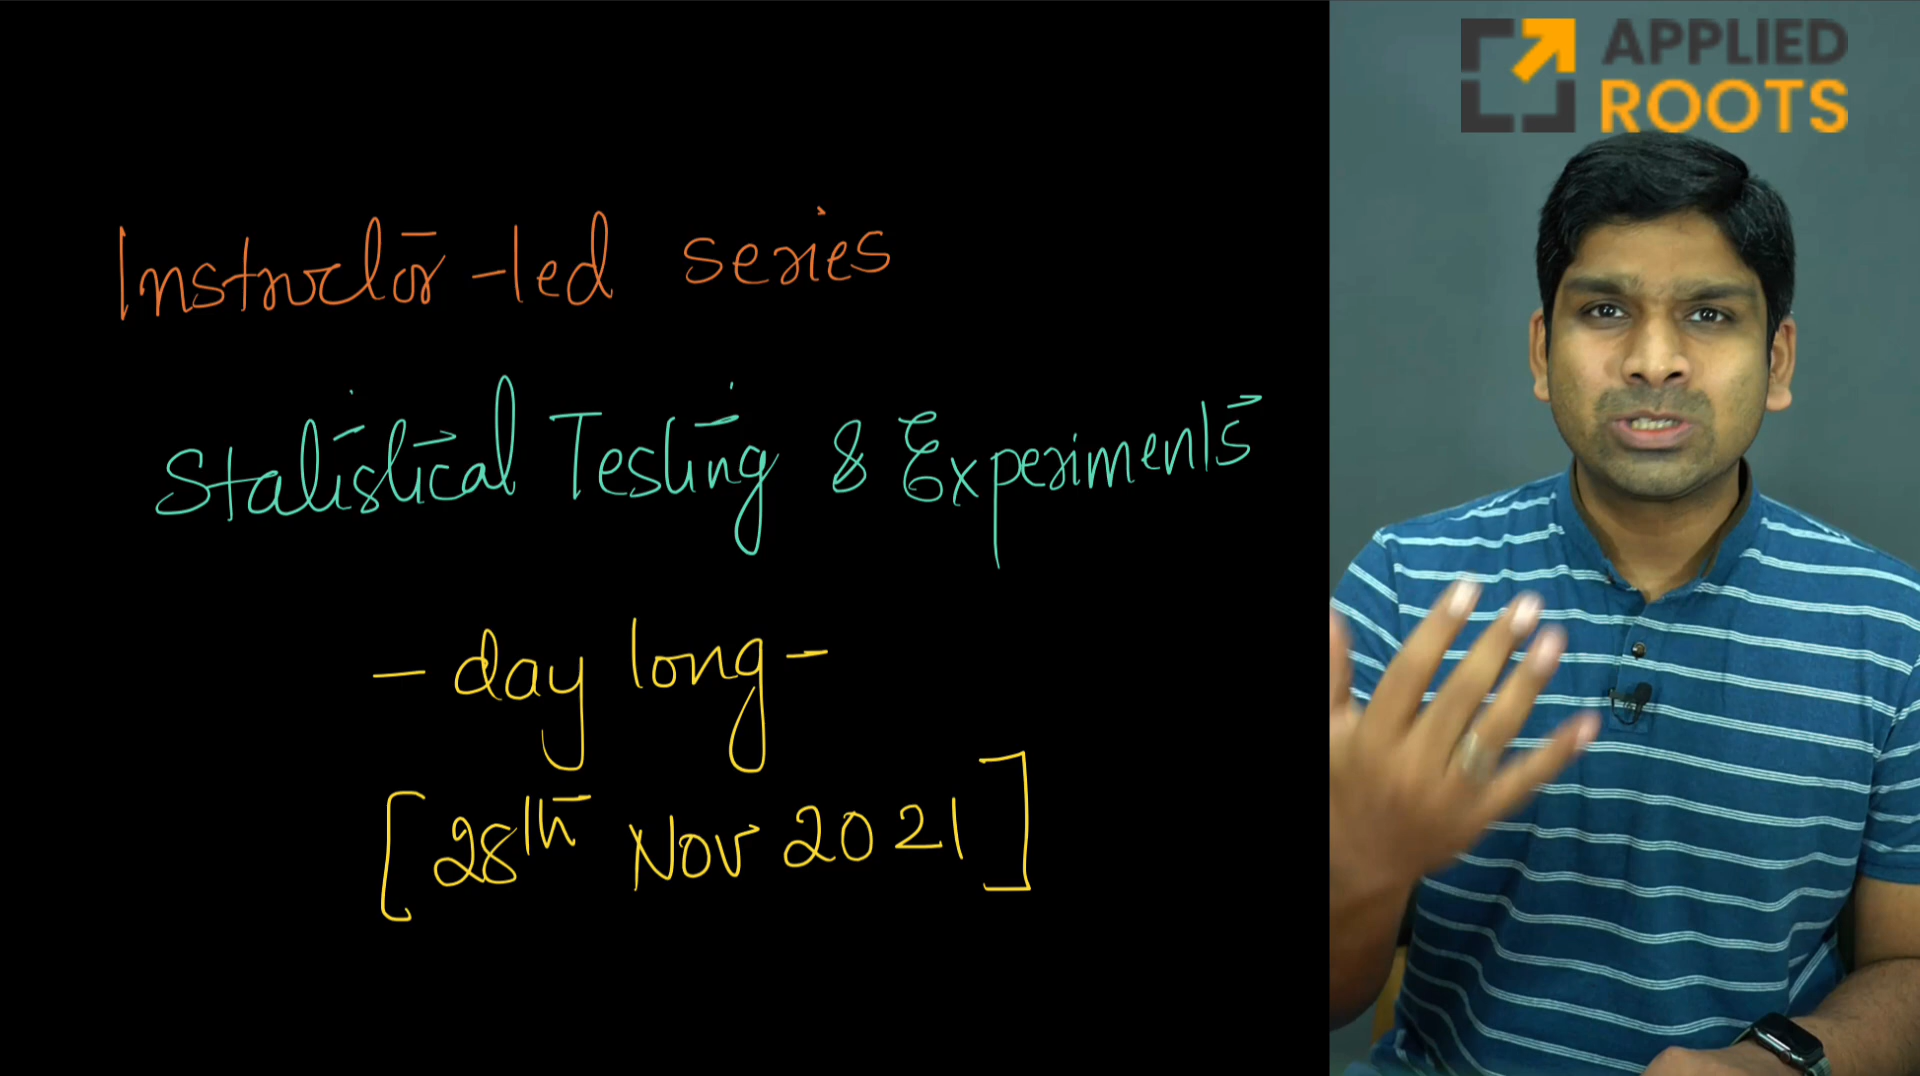 Instructor-led series
Statistical Testing & Experiments
- day long -
[28th Nov 2021]
APPLIED
ROOTS